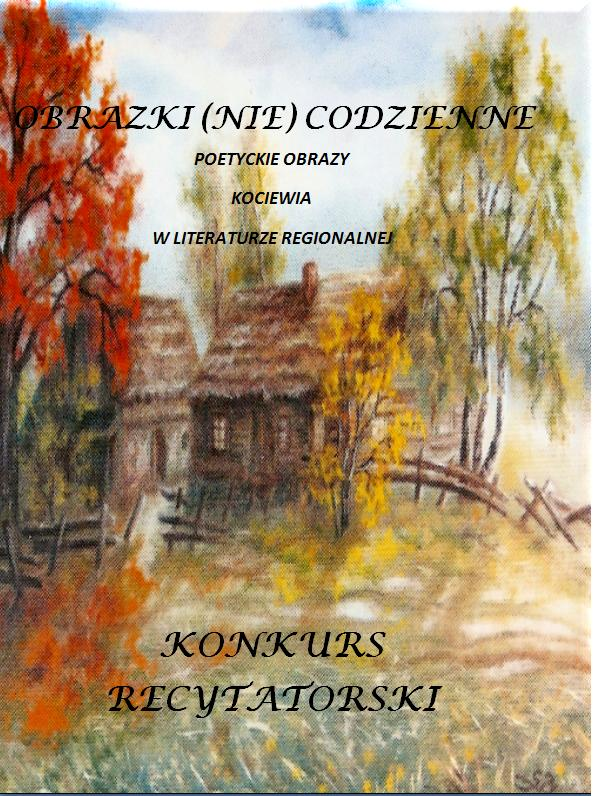 OBRAZKI (NIE) CODZIENNE
POETYCKIE OBRAZY
KOCIEWIA
W LITERATURZE REGIONALNEJ
KONKURS
RECYTATORSKI